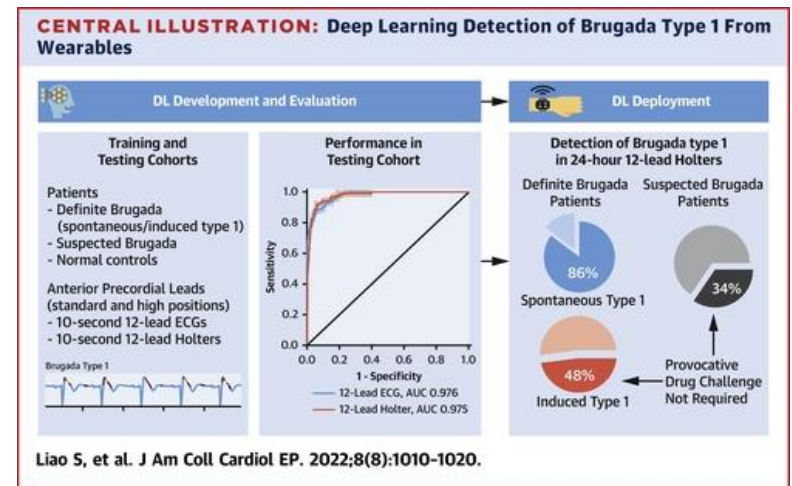 CENTRAL ILLUSTRATION: Deep Learning Detection of Brugada Type 1 From
Wearables
DL Development and Evaluation
DL Deployment
Training and
Testing Cohorts
Patients
- Definite Brugada
(spontaneous/induced type 1)
- Suspected Brugada
- Normal controls
Anterior Precordial Leads
(standard and high positions)
- 10-second 12-lead ECGs
- 10-second 12-lead Holters
Brugada Type 1
Performance in
Testing Cohort
Sensitivity
1.0
0.8
0.6
0.4
0.2
0.0
0.0 0.2 0.4 0.6 0.8 1.0
1 - Specificity
12-Lead ECG, AUC 0.976
12-Lead Holter, AUC 0.975
Detection of Brugada type 1
in 24-hour 12-lead Holters
Definite Brugada
Patients
86%
Spontaneous Type 1
48%
Induced Type 1
Suspected Brugada
Patients
34%
Provocative
Drug Challenge
Not Required
Liao S, et al. J Am Coll Cardiol EP. 2022;8(8):1010-1020.